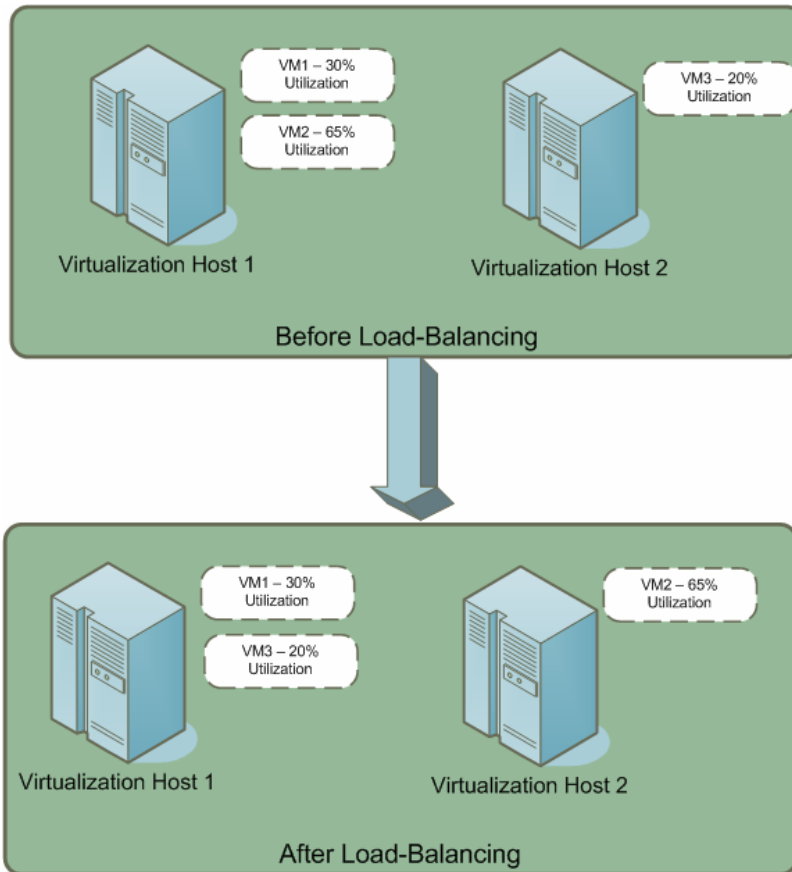 VM1 – 30%
Utilization
VM2 – 65%
Utilization
Virtualization Host 1
VM3 – 20%
Utilization
Virtualization Host 2
Before Load-Balancing
VM1 – 30%
Utilization
VM3 – 20%
Utilization
Virtualization Host 1
VM2 – 65%
Utilization
Virtualization Host 2
After Load-Balancing